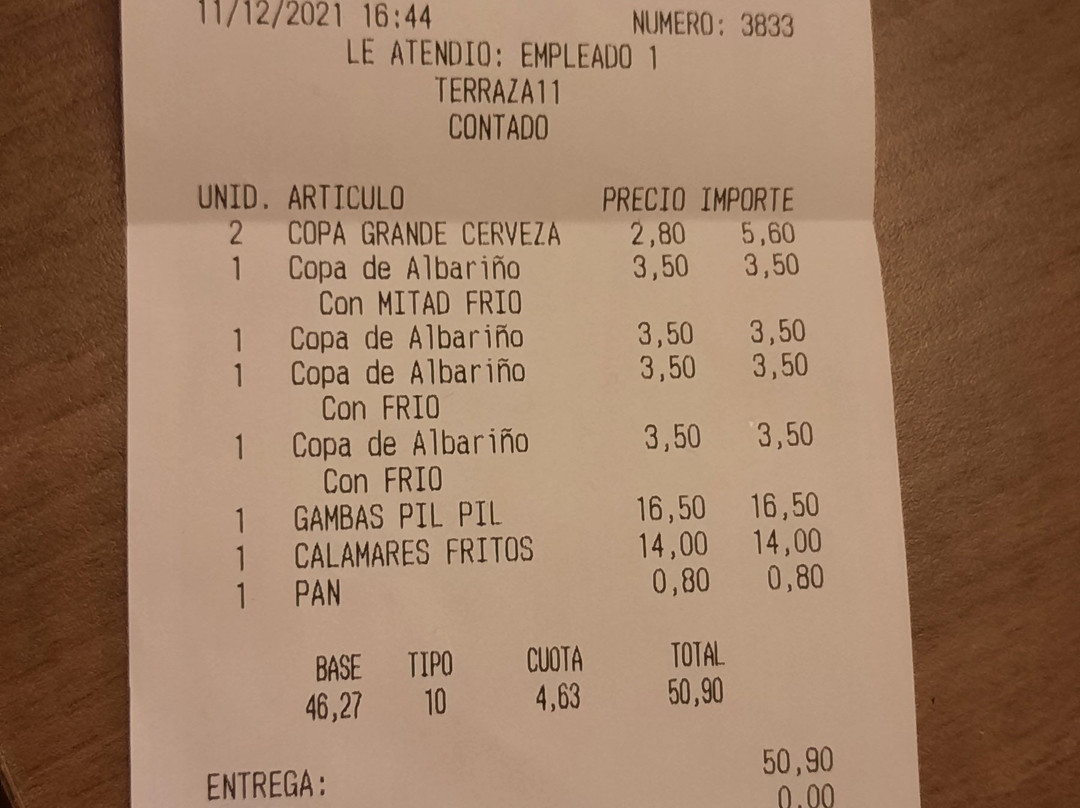 11/12/2021 16:44 NUMERO: 3833
LE ATENDIO: EMPLEADO 1
TERRAZA11
CONTADO
UNID. ARTICULO PRECIO IMPORTE
2 COPA GRANDE CERVEZA 2,80 5,60
1 Copa de Albariño 3,50 3,50
Con MITAD FRIO
1 Copa de Albariño 3,50 3,50
1 Copa de Albariño 3,50 3,50
Con FRIO
1 Copa de Albariño 3,50 3,50
Con FRIO
1 GAMBAS PIL PIL 16,50 16,50
1 CALAMARES FRITOS 14,00 14,00
1 PAN 0,80 0,80
BASE TIPO CUOTA TOTAL
46,27 10 4,63 50,90
ENTREGA: 50,90
0,00